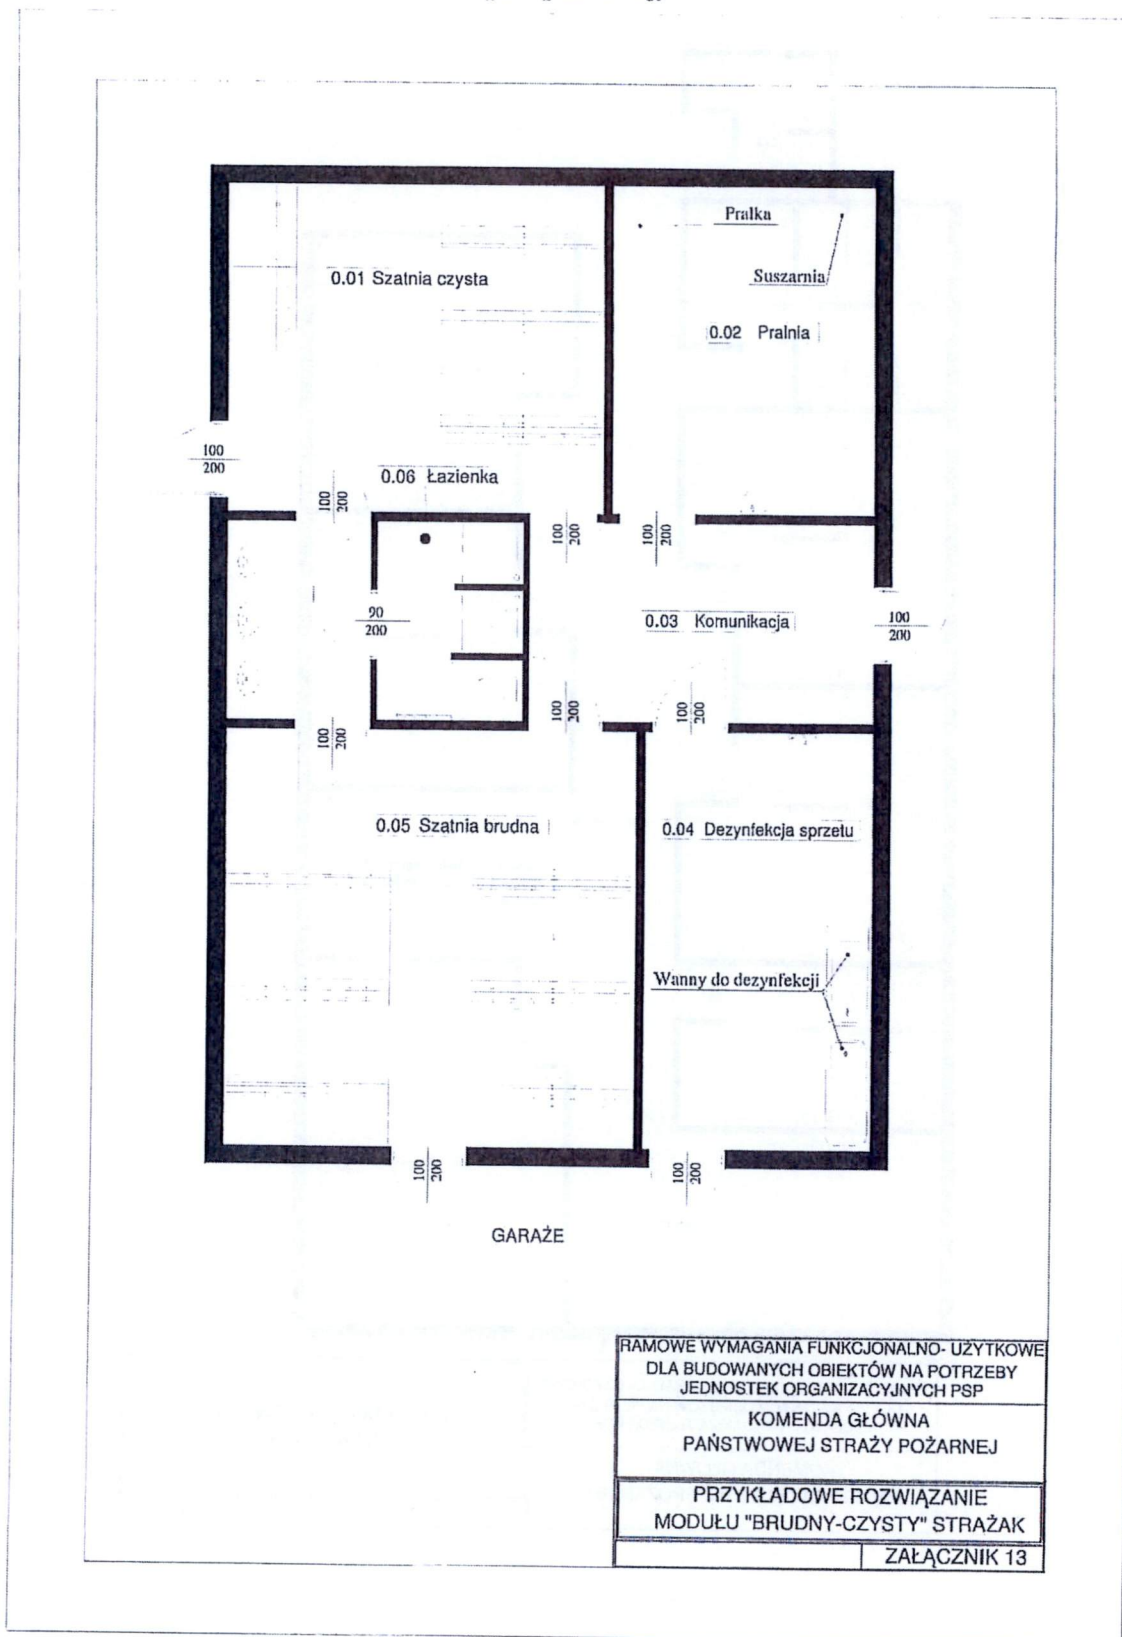 Pralka
0.01 Szatnia czysta
Suszarnia
0.02 Pralnia
100
200
0.06 Łazienka
100
200
100
200
100
200
90
200
0.03 Komunikacja
100
200
100
200
100
200
100
200
0.05 Szatnia brudna
0.04 Dezynfekcja sprzetu
Wanny do dezynfekcji
100
200
100
200
GARAŻE
RAMOWE WYMAGANIA FUNKCJONALNO- UŻYTKOWE
DLA BUDOWANYCH OBIEKTÓW NA POTRZEBY
JEDNOSTEK ORGANIZACYJNYCH PSP
KOMENDA GŁÓWNA
PAŃSTWOWEJ STRAŻY POŻARNEJ
PRZYKŁADOWE ROZWIĄZANIE
MODUŁU "BRUDNY-CZYSTY" STRAŻAK
ZAŁĄCZNIK 13